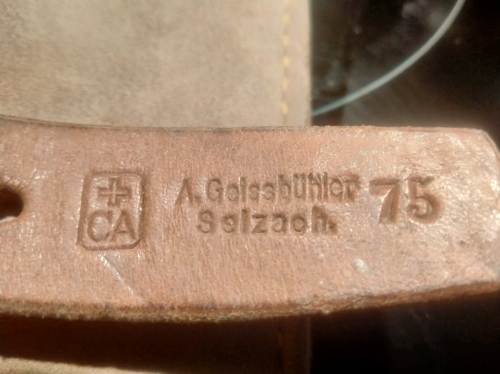 CA
A. Geissbühler 75
Selzach.